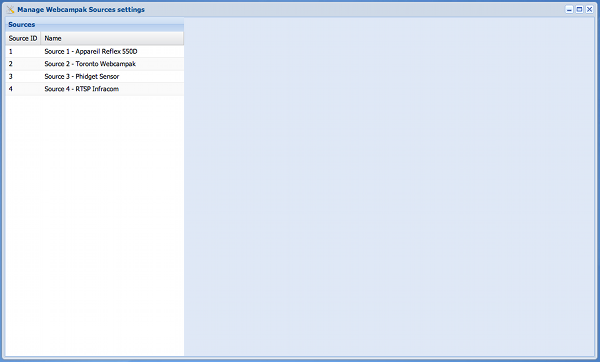 Manage Webcampak Sources settings
Sources
Source ID Name
1 Source 1 - Appareil Reflex 550D
2 Source 2 - Toronto Webcampak
3 Source 3 - Phidget Sensor
4 Source 4 - RTSP Infracom